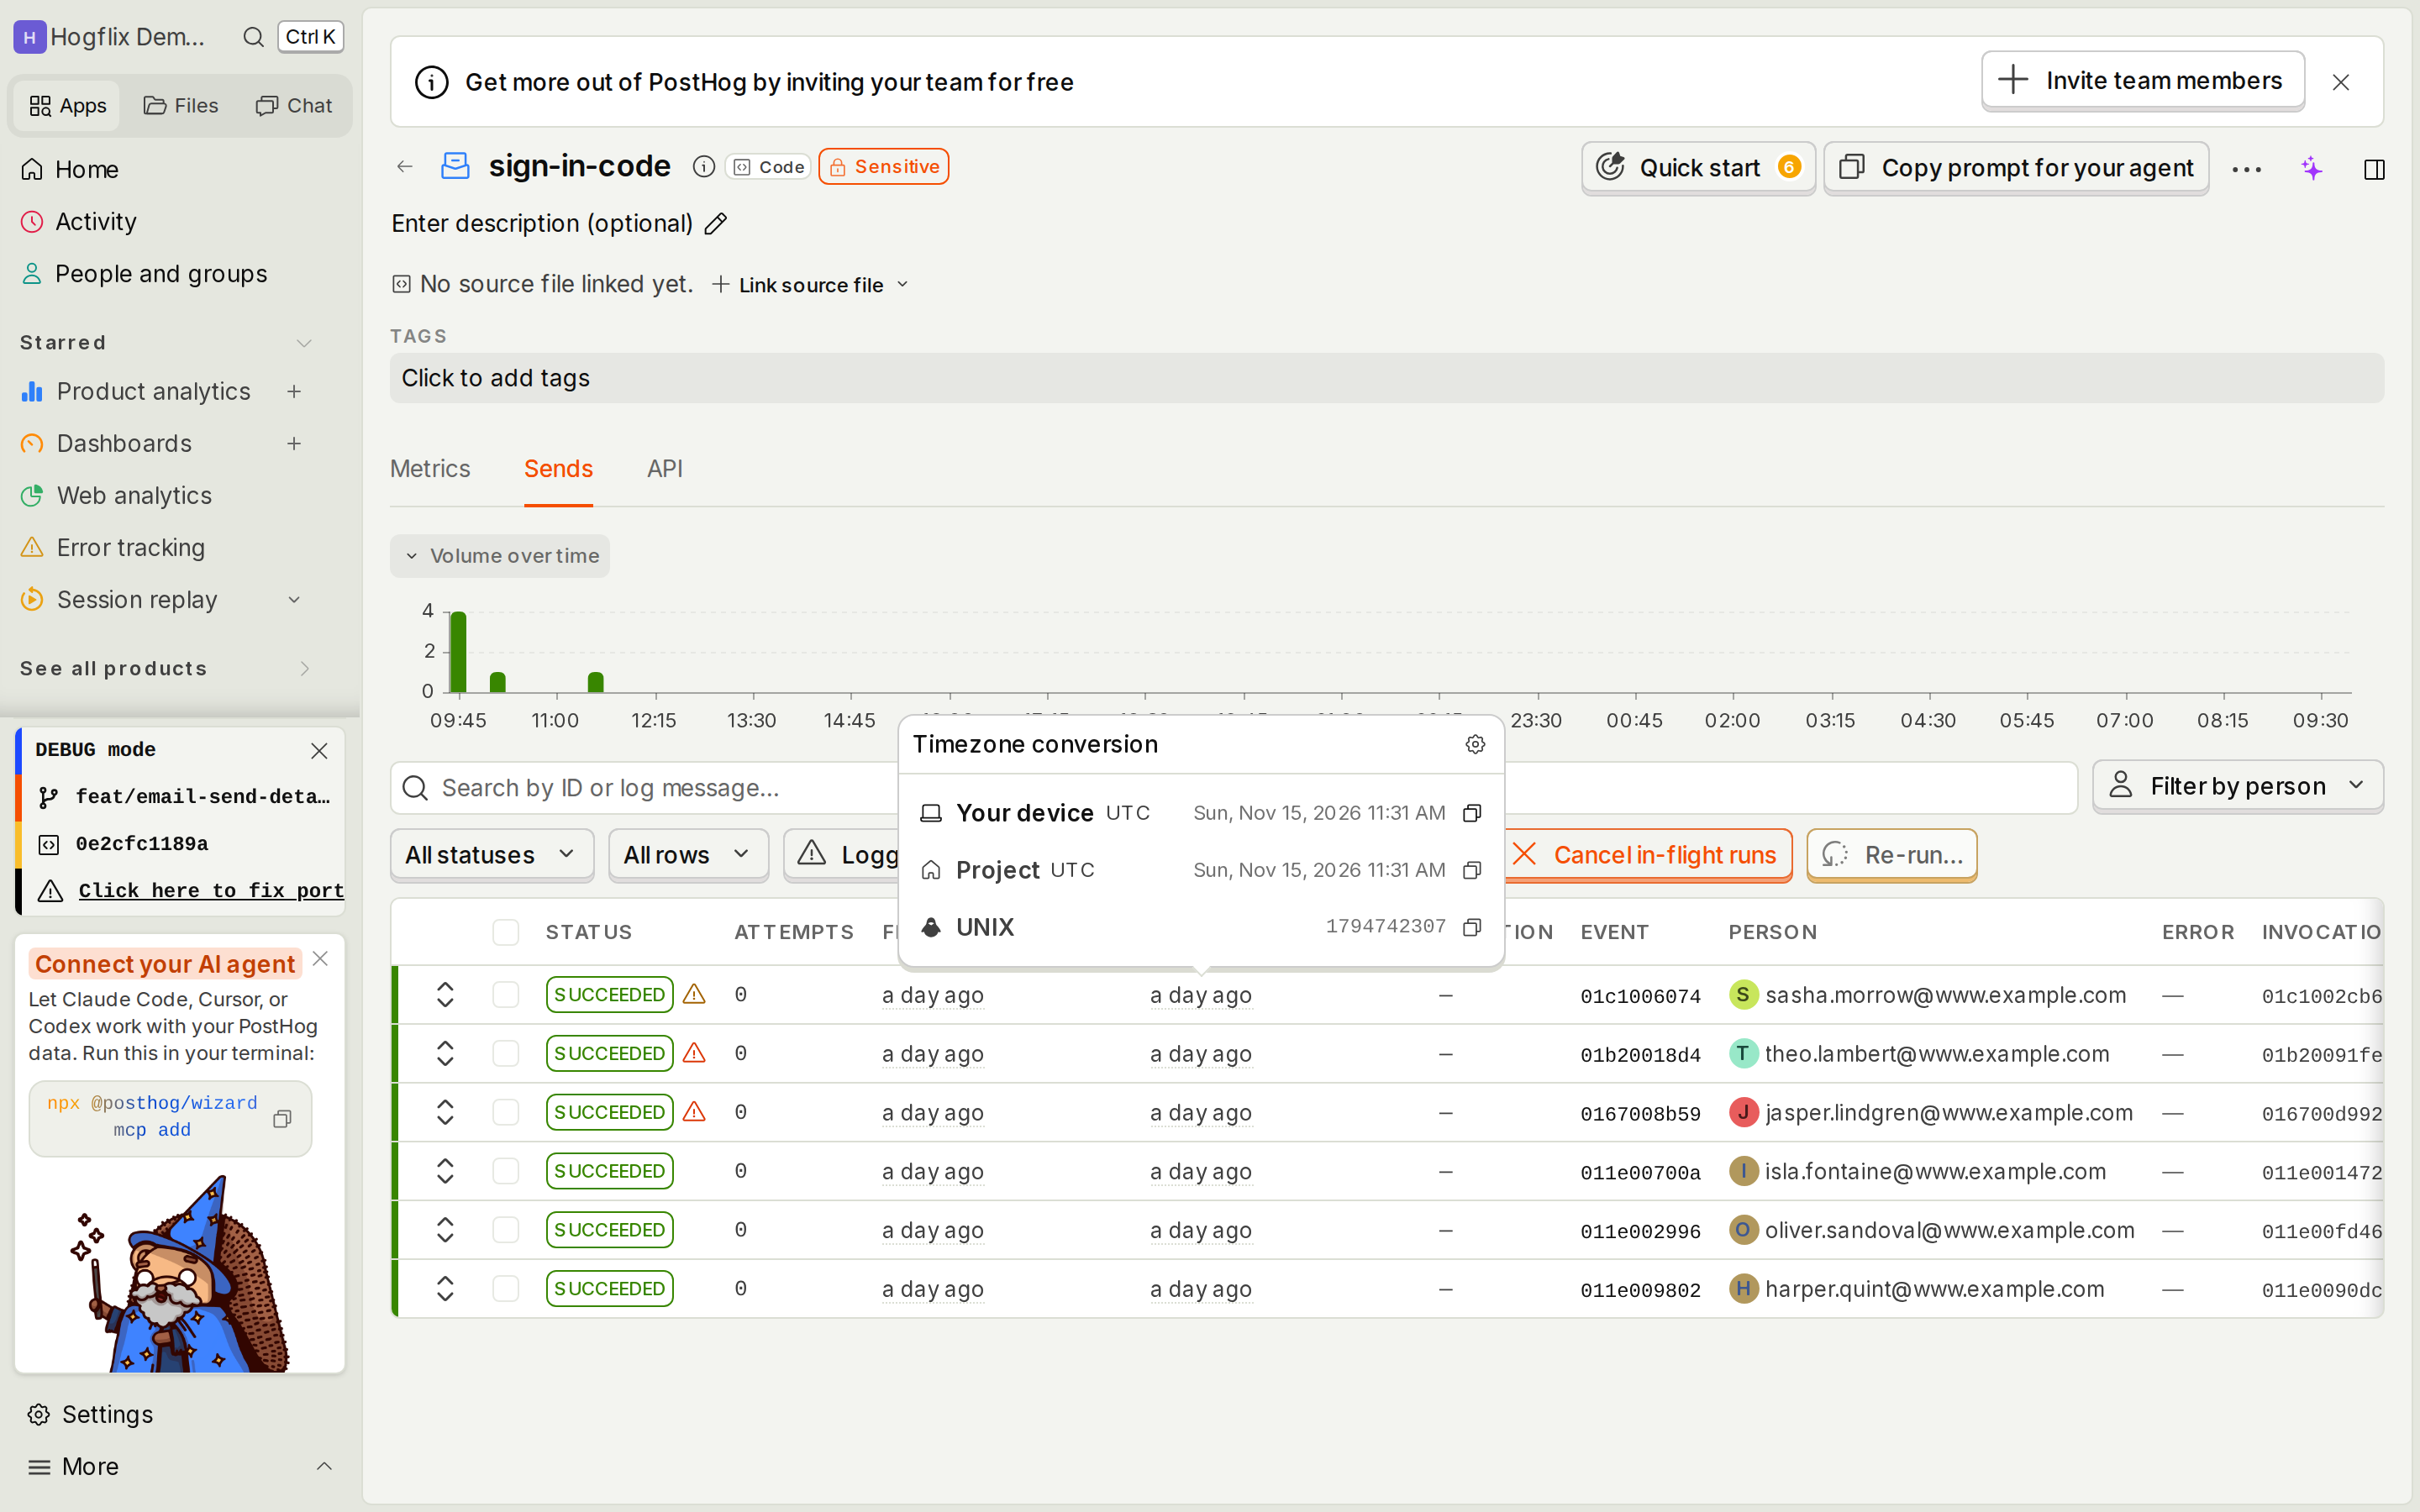 H Hogflix Dem... Ctrl K
Apps Files Chat
Home
Activity
People and groups
Starred
Product analytics
Dashboards
Web analytics
Error tracking
Session replay
See all products
DEBUG mode
feat/email-send-deta...
0e2cfc1189a
Click here to fix port
Connect your AI agent
Let Claude Code, Cursor, or
Codex work with your PostHog
data. Run this in your terminal:
npx @posthog/wizard
mcp add
Settings
More
Get more out of PostHog by inviting your team for free
Invite team members
sign-in-code Code Sensitive
Quick start 6 Copy prompt for your agent
Enter description (optional)
No source file linked yet. Link source file
TAGS
Click to add tags
Metrics Sends API
Volume over time
4
2
0
09:45 11:00 12:15 13:30 14:45 23:30 00:45 02:00 03:15 04:30 05:45 07:00 08:15 09:30
Search by ID or log message...
Filter by person
All statuses All rows Logg Cancel in-flight runs Re-run...
Timezone conversion
Your device UTC Sun, Nov 15, 2026 11:31 AM
Project UTC Sun, Nov 15, 2026 11:31 AM
UNIX 1794742307
STATUS ATTEMPTS EVENT PERSON ERROR INVOCATIO
SUCCEEDED 0 a day ago a day ago — 01c1006074 S sasha.morrow@www.example.com — 01c1002cb6
SUCCEEDED 0 a day ago a day ago — 01b20018d4 T theo.lambert@www.example.com — 01b20091fe
SUCCEEDED 0 a day ago a day ago — 0167008b59 J jasper.lindgren@www.example.com — 016700d992
SUCCEEDED 0 a day ago a day ago — 011e00700a I isla.fontaine@www.example.com — 011e001472
SUCCEEDED 0 a day ago a day ago — 011e002996 O oliver.sandoval@www.example.com — 011e00fd46
SUCCEEDED 0 a day ago a day ago — 011e009802 H harper.quint@www.example.com — 011e0090dc